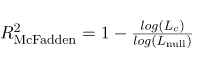 $R^2_{\text{McFadden}} = 1 - \frac{log(L_c)}{log(L_{\text{null}})}$